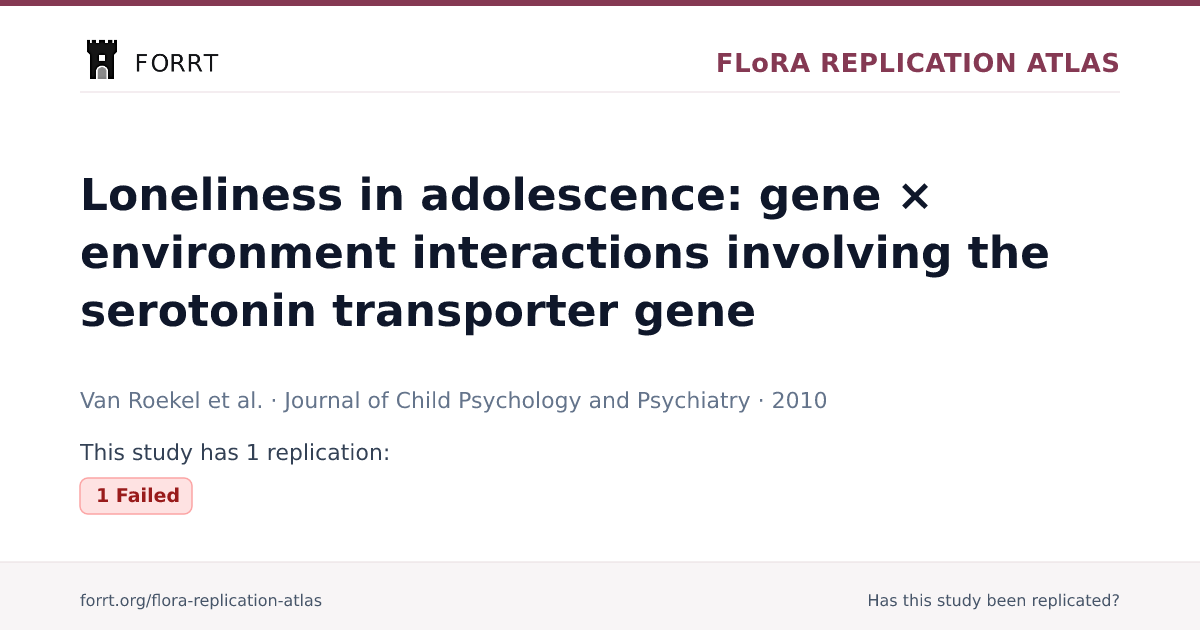 FORRT
FLoRA REPLICATION ATLAS
Loneliness in adolescence: gene ×
environment interactions involving the
serotonin transporter gene
Van Roekel et al. · Journal of Child Psychology and Psychiatry · 2010
This study has 1 replication:
1 Failed
forrt.org/flora-replication-atlas
Has this study been replicated?